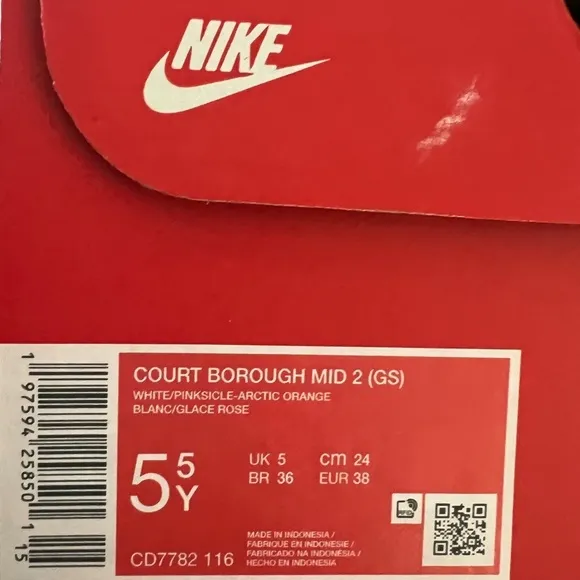 NIKE
COURT BOROUGH MID 2 (GS)
WHITE/PINKSICLE-ARCTIC ORANGE
BLANC/GLACE ROSE
5 5 Y
UK 5 cm 24
BR 36 EUR 38
MADE IN INDONESIA /
FABRIQUE EN INDONESIE /
FABRICADO NA INDONÉSIA /
HECHO EN INDONESIA
CD7782 116
1 97594 25850 1 15